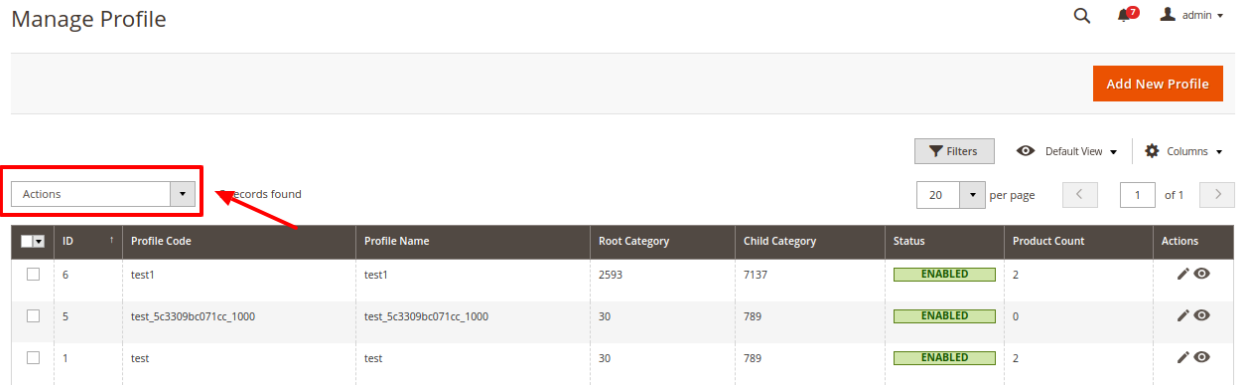 Manage Profile
7
admin
Add New Profile
Filters
Default View
Columns
Actions
records found
20
per page
1
of 1
ID ↑ Profile Code Profile Name Root Category Child Category Status Product Count Actions
6 test1 test1 2593 7137 ENABLED 2
5 test_5c3309bc071cc_1000 test_5c3309bc071cc_1000 30 789 ENABLED 0
1 test test 30 789 ENABLED 2